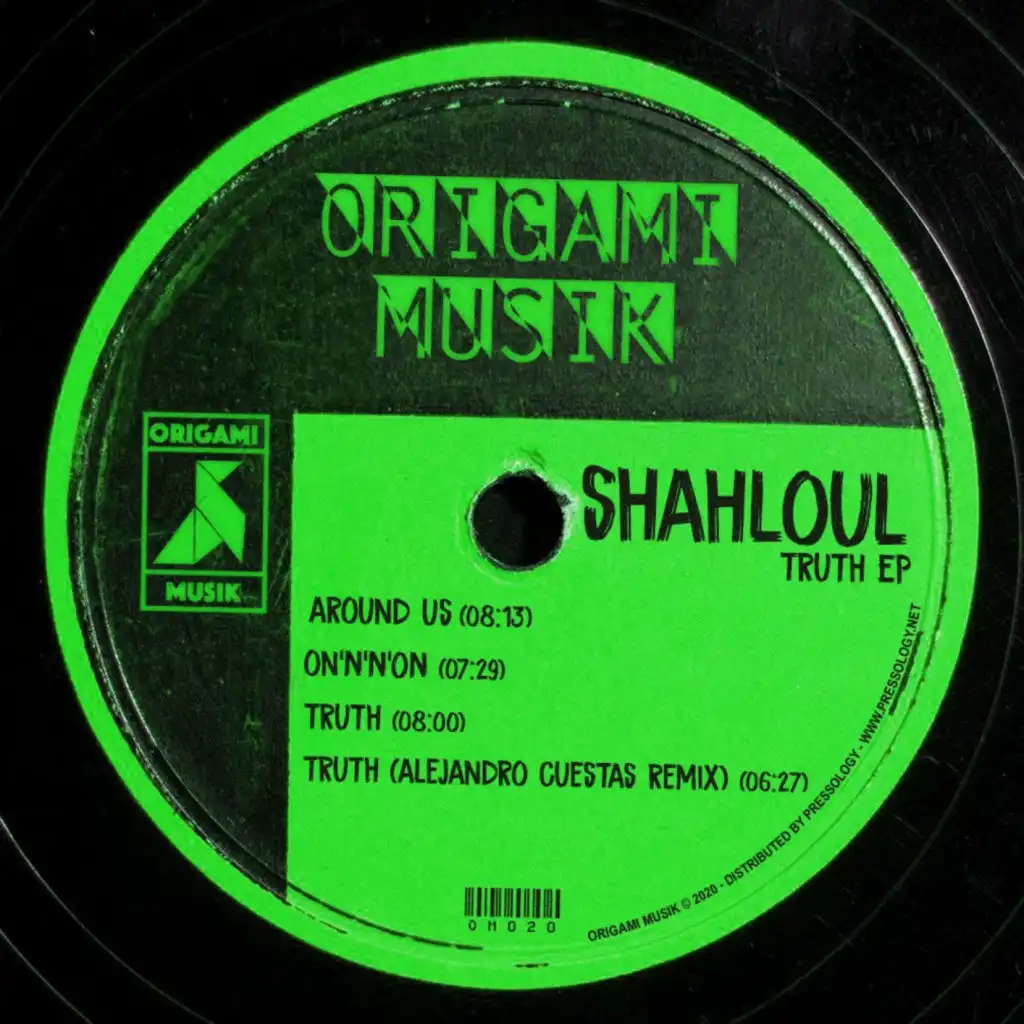 ORIGAMI
MUSIK
ORIGAMI
MUSIK
SHAHLOUL
TRUTH EP
AROUND US (08:13)
ON'N'N'ON (07:29)
TRUTH (08:00)
TRUTH (ALEJANDRO CUESTAS REMIX) (06:27)
OM020
ORIGAMI MUSIK © 2020 - DISTRIBUTED BY PRESSOLOGY - WWW.PRESSOLOGY.NET